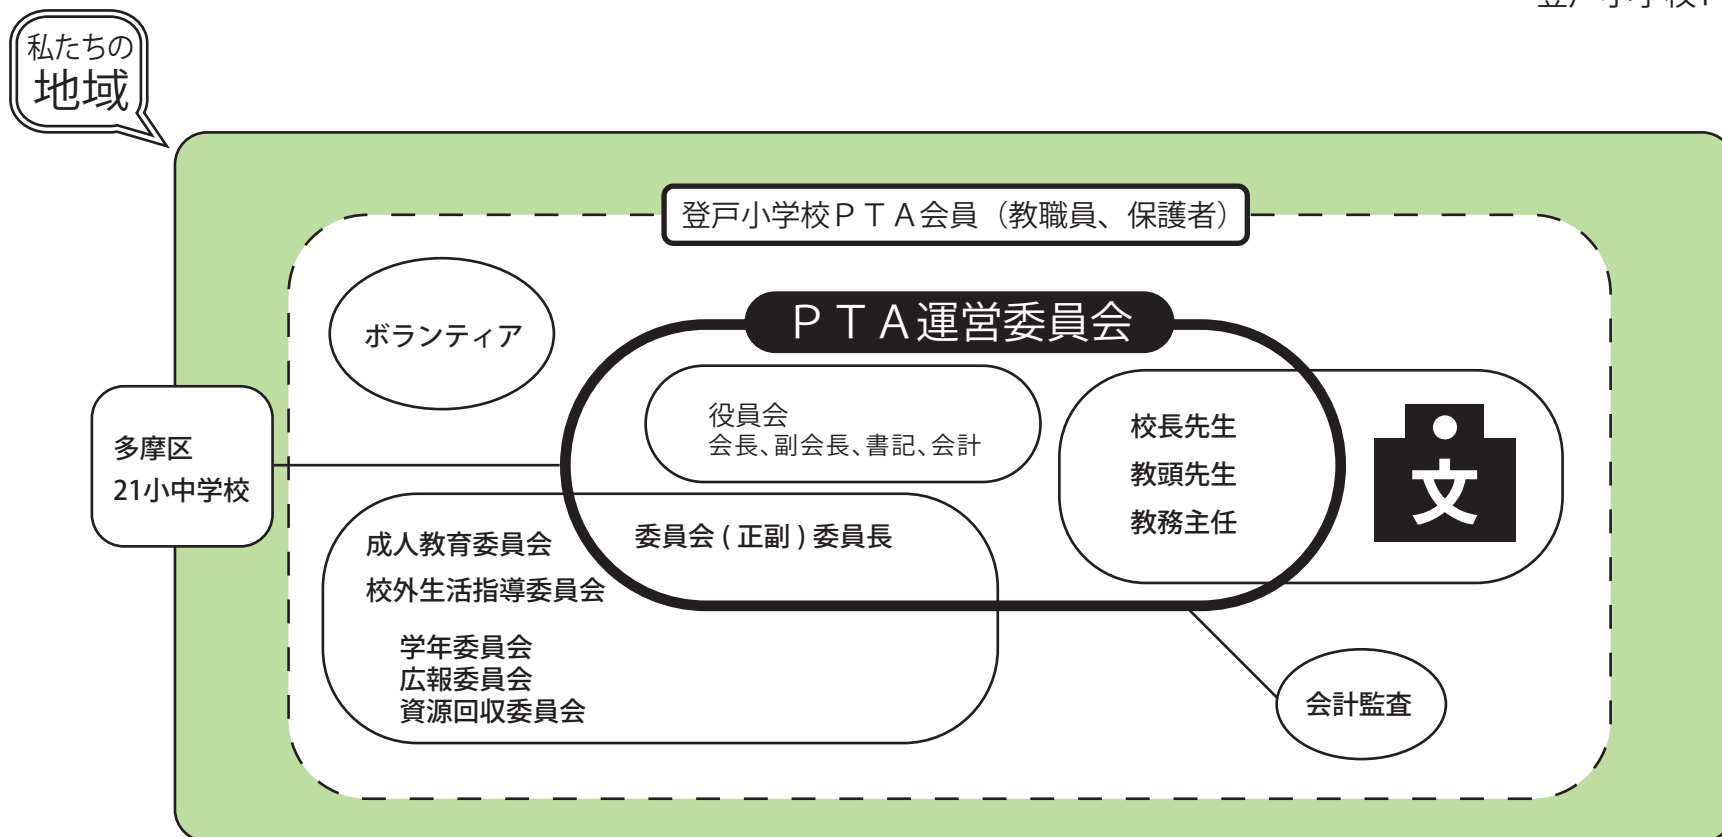 私たちの
地域
登戸小学校ＰＴＡ会員（教職員、保護者）
ＰＴＡ運営委員会
ボランティア
役員会
会長、副会長、書記、会計
校長先生
教頭先生
教務主任
文
多摩区
21小中学校
委員会 ( 正副 ) 委員長
成人教育委員会
校外生活指導委員会
学年委員会
広報委員会
資源回収委員会
会計監査